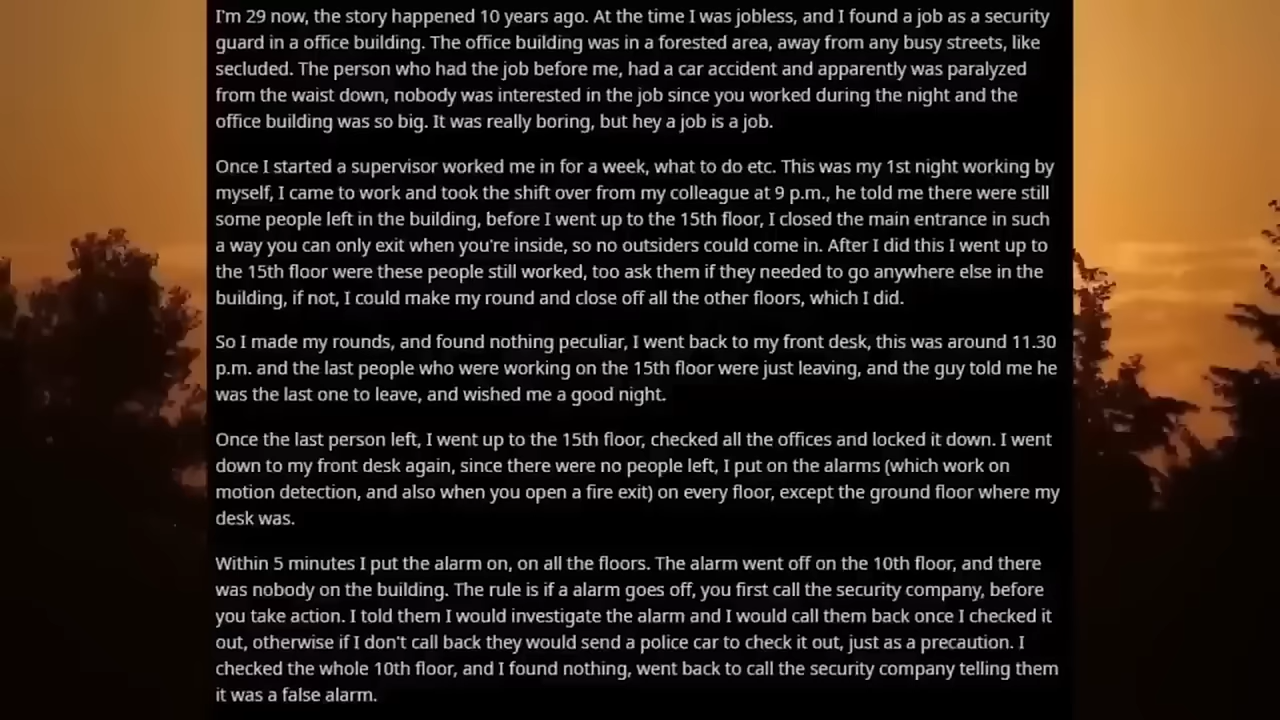 I'm 29 now, the story happened 10 years ago. At the time I was jobless, and I found a job as a security
guard in a office building. The office building was in a forested area, away from any busy streets, like
secluded. The person who had the job before me, had a car accident and apparently was paralyzed
from the waist down, nobody was interested in the job since you worked during the night and the
office building was so big. It was really boring, but hey a job is a job.
Once I started a supervisor worked me in for a week, what to do etc. This was my 1st night working by
myself, I came to work and took the shift over from my colleague at 9 p.m., he told me there were still
some people left in the building, before I went up to the 15th floor, I closed the main entrance in such
a way you can only exit when you're inside, so no outsiders could come in. After I did this I went up to
the 15th floor were these people still worked, too ask them if they needed to go anywhere else in the
building, if not, I could make my round and close off all the other floors, which I did.
So I made my rounds, and found nothing peculiar, I went back to my front desk, this was around 11.30
p.m. and the last people who were working on the 15th floor were just leaving, and the guy told me he
was the last one to leave, and wished me a good night.
Once the last person left, I went up to the 15th floor, checked all the offices and locked it down. I went
down to my front desk again, since there were no people left, I put on the alarms (which work on
motion detection, and also when you open a fire exit) on every floor, except the ground floor where my
desk was.
Within 5 minutes I put the alarm on, on all the floors. The alarm went off on the 10th floor, and there
was nobody on the building. The rule is if a alarm goes off, you first call the security company, before
you take action. I told them I would investigate the alarm and I would call them back once I checked it
out, otherwise if I don't call back they would send a police car to check it out, just as a precaution. I
checked the whole 10th floor, and I found nothing, went back to call the security company telling them
it was a false alarm.